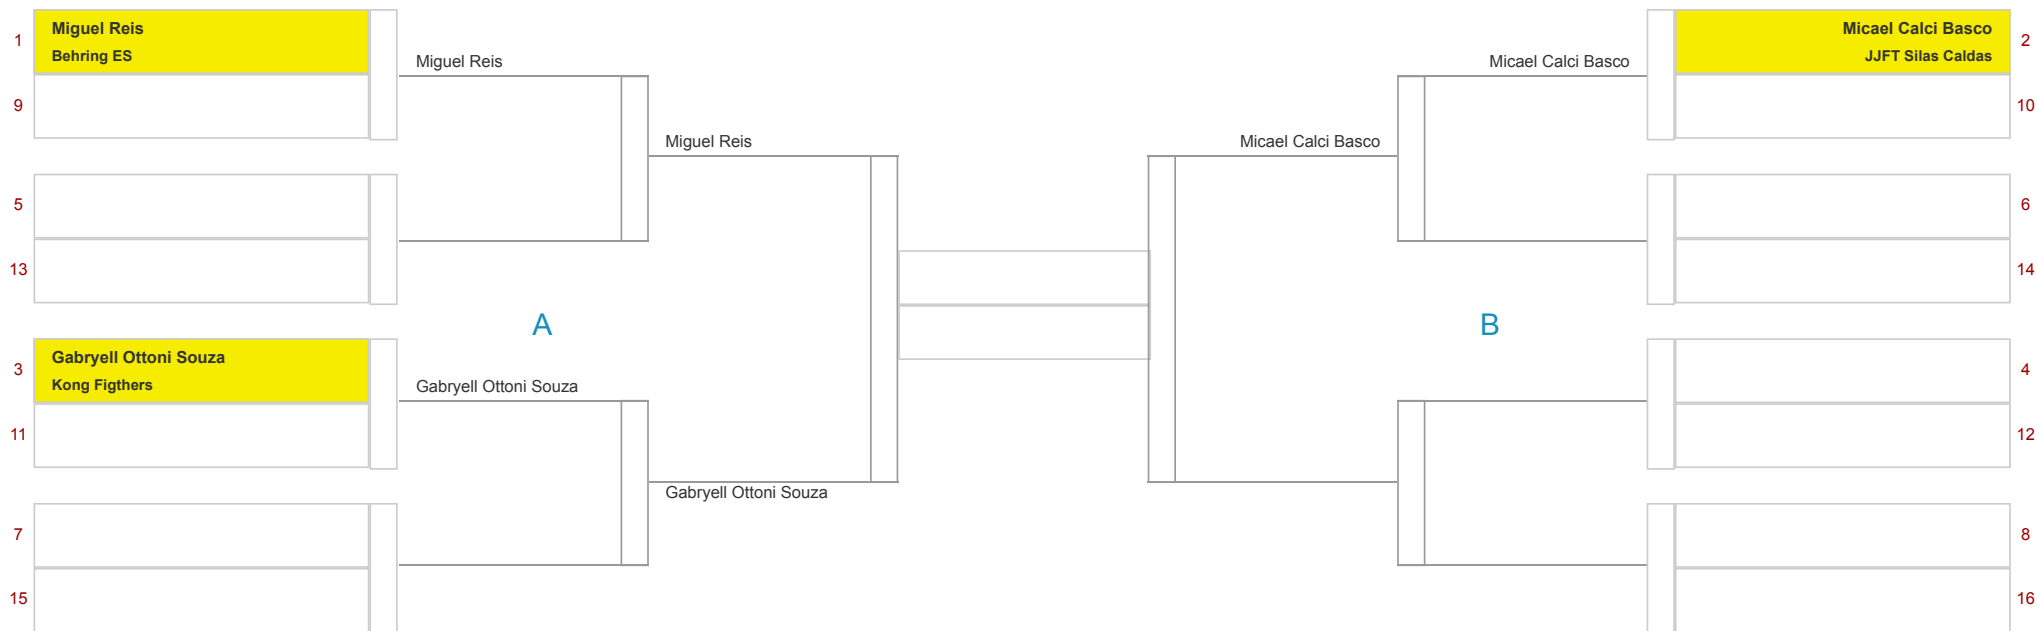 1
Miguel Reis
Behring ES
9
5
13
3
Gabryell Ottoni Souza
Kong Figthers
11
7
15
Miguel Reis
Gabryell Ottoni Souza
A
Miguel Reis
Gabryell Ottoni Souza
Micael Calci Basco
Micael Calci Basco
B
Micael Calci Basco
JJFT Silas Caldas
2
10
6
14
4
12
8
16